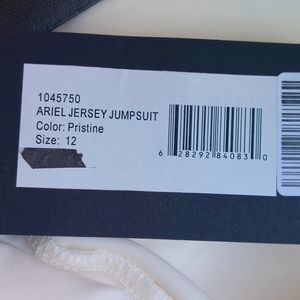 1045750
ARIEL JERSEY JUMPSUIT
Color: Pristine
Size: 12
6 28292 84083 0